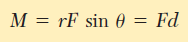 M = rF sin θ = Fd